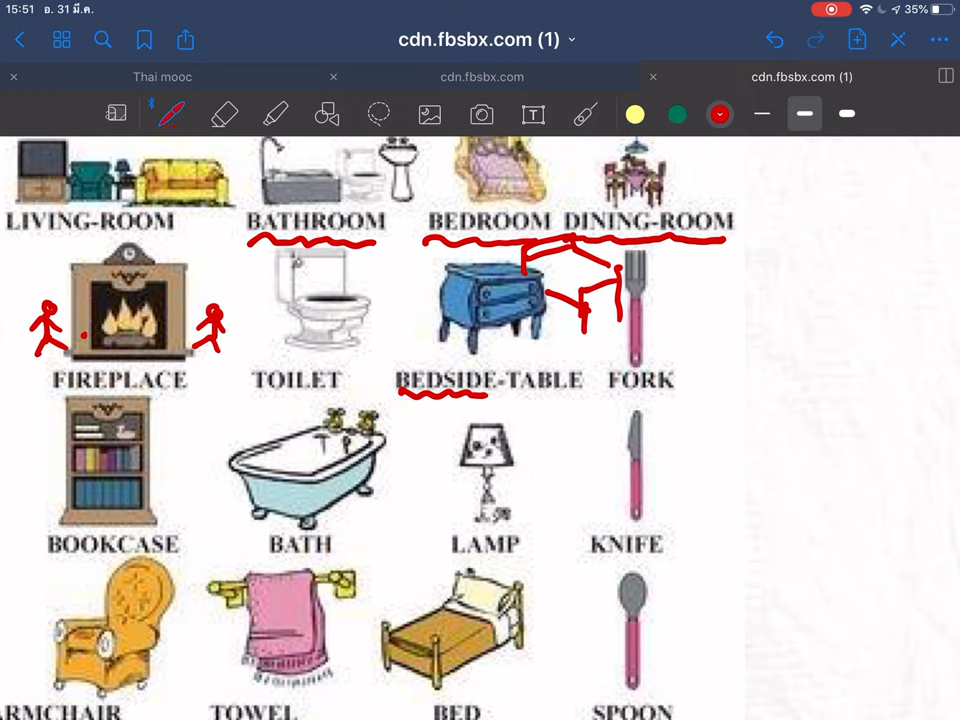 15:51 อ. 31 มี.ค. 35%
cdn.fbsbx.com (1)
Thai mooc cdn.fbsbx.com cdn.fbsbx.com (1)
T
LIVING-ROOM BATHROOM BEDROOM DINING-ROOM
FIREPLACE TOILET BEDSIDE-TABLE FORK
BOOKCASE BATH LAMP KNIFE
ARMCHAIR TOWEL BED SPOON